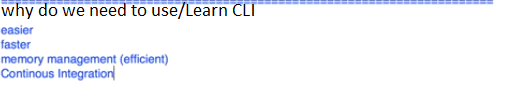 why do we need to use/Learn CLI
easier
faster
memory management (efficient)
Continous Integration